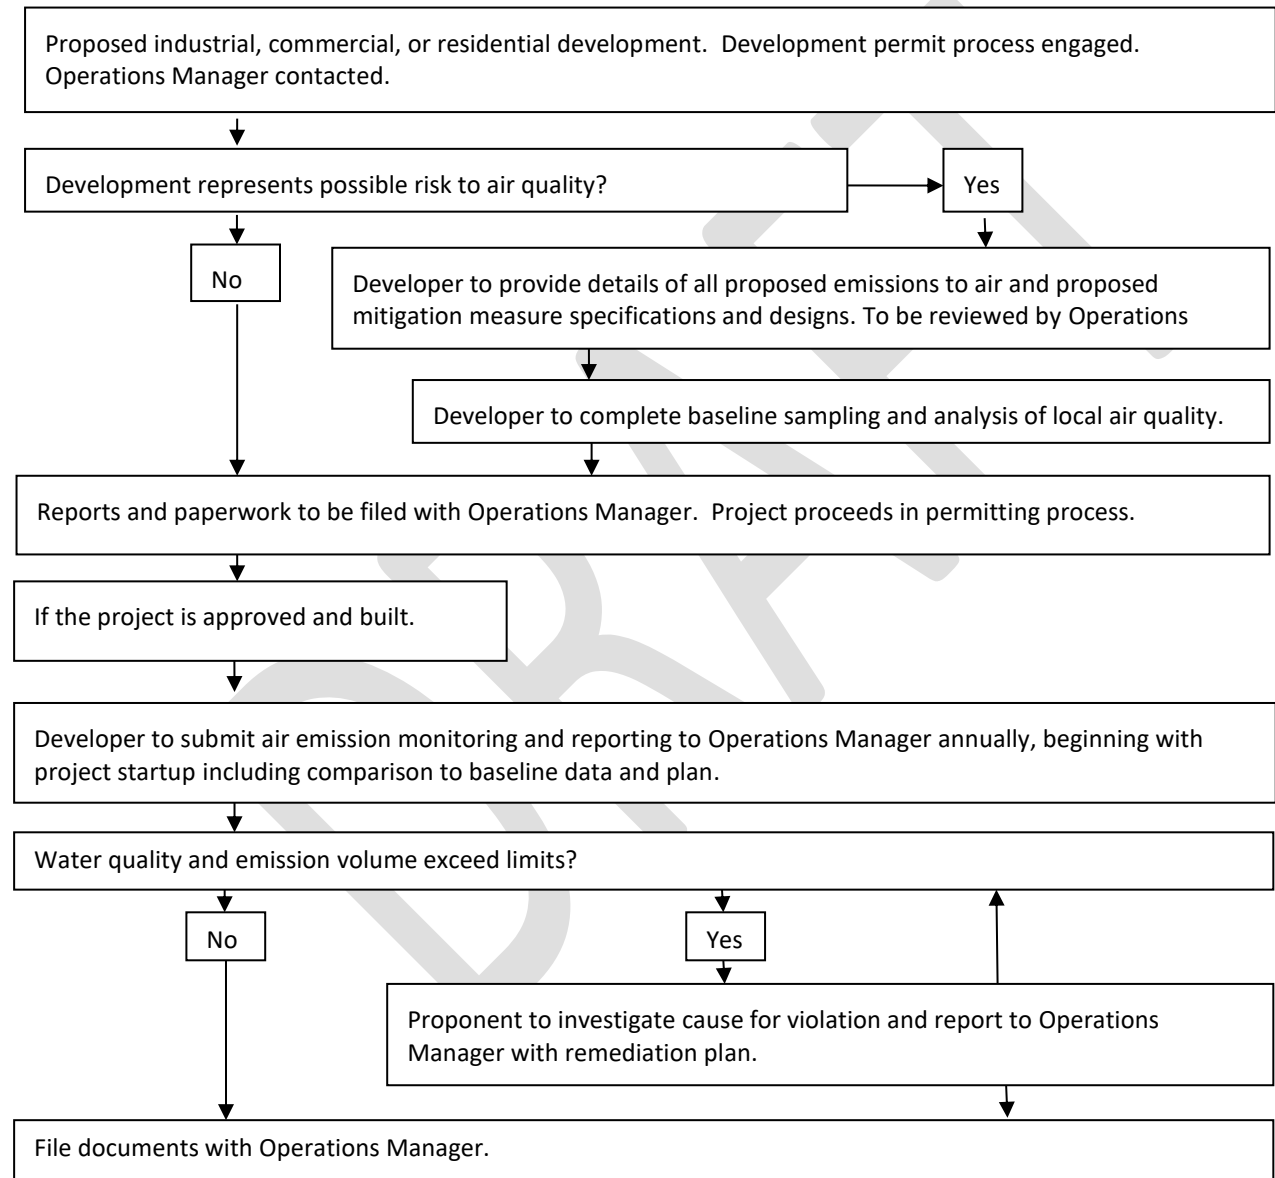 Proposed industrial, commercial, or residential development.  Development permit process engaged.
Operations Manager contacted.
Development represents possible risk to air quality?
Yes
No
Developer to provide details of all proposed emissions to air and proposed
mitigation measure specifications and designs. To be reviewed by Operations
Developer to complete baseline sampling and analysis of local air quality.
Reports and paperwork to be filed with Operations Manager.  Project proceeds in permitting process.
If the project is approved and built.
Developer to submit air emission monitoring and reporting to Operations Manager annually, beginning with
project startup including comparison to baseline data and plan.
Water quality and emission volume exceed limits?
No
Yes
Proponent to investigate cause for violation and report to Operations
Manager with remediation plan.
File documents with Operations Manager.
DRAFT